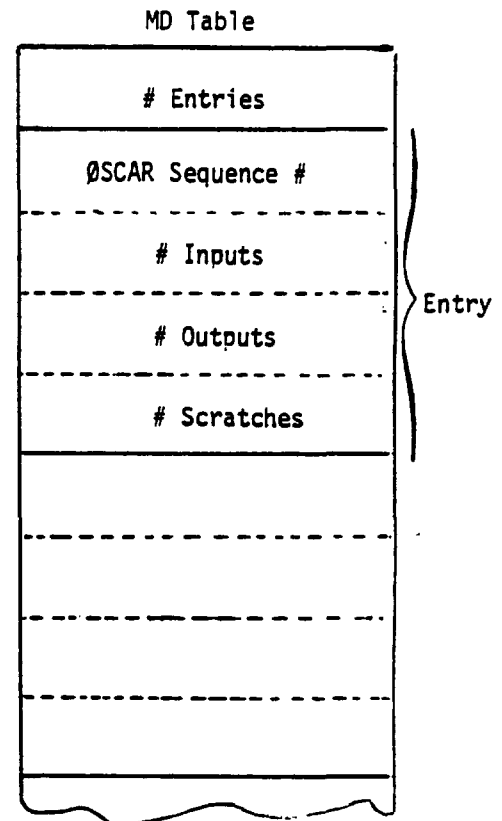 MD Table
# Entries
ØSCAR Sequence #
# Inputs
# Outputs
# Scratches
Entry